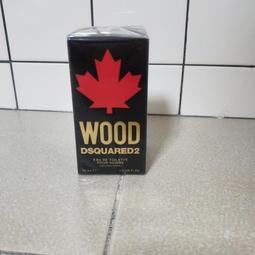 WOOD
DSQUARED2
EAU DE TOILETTE
POUR HOMME